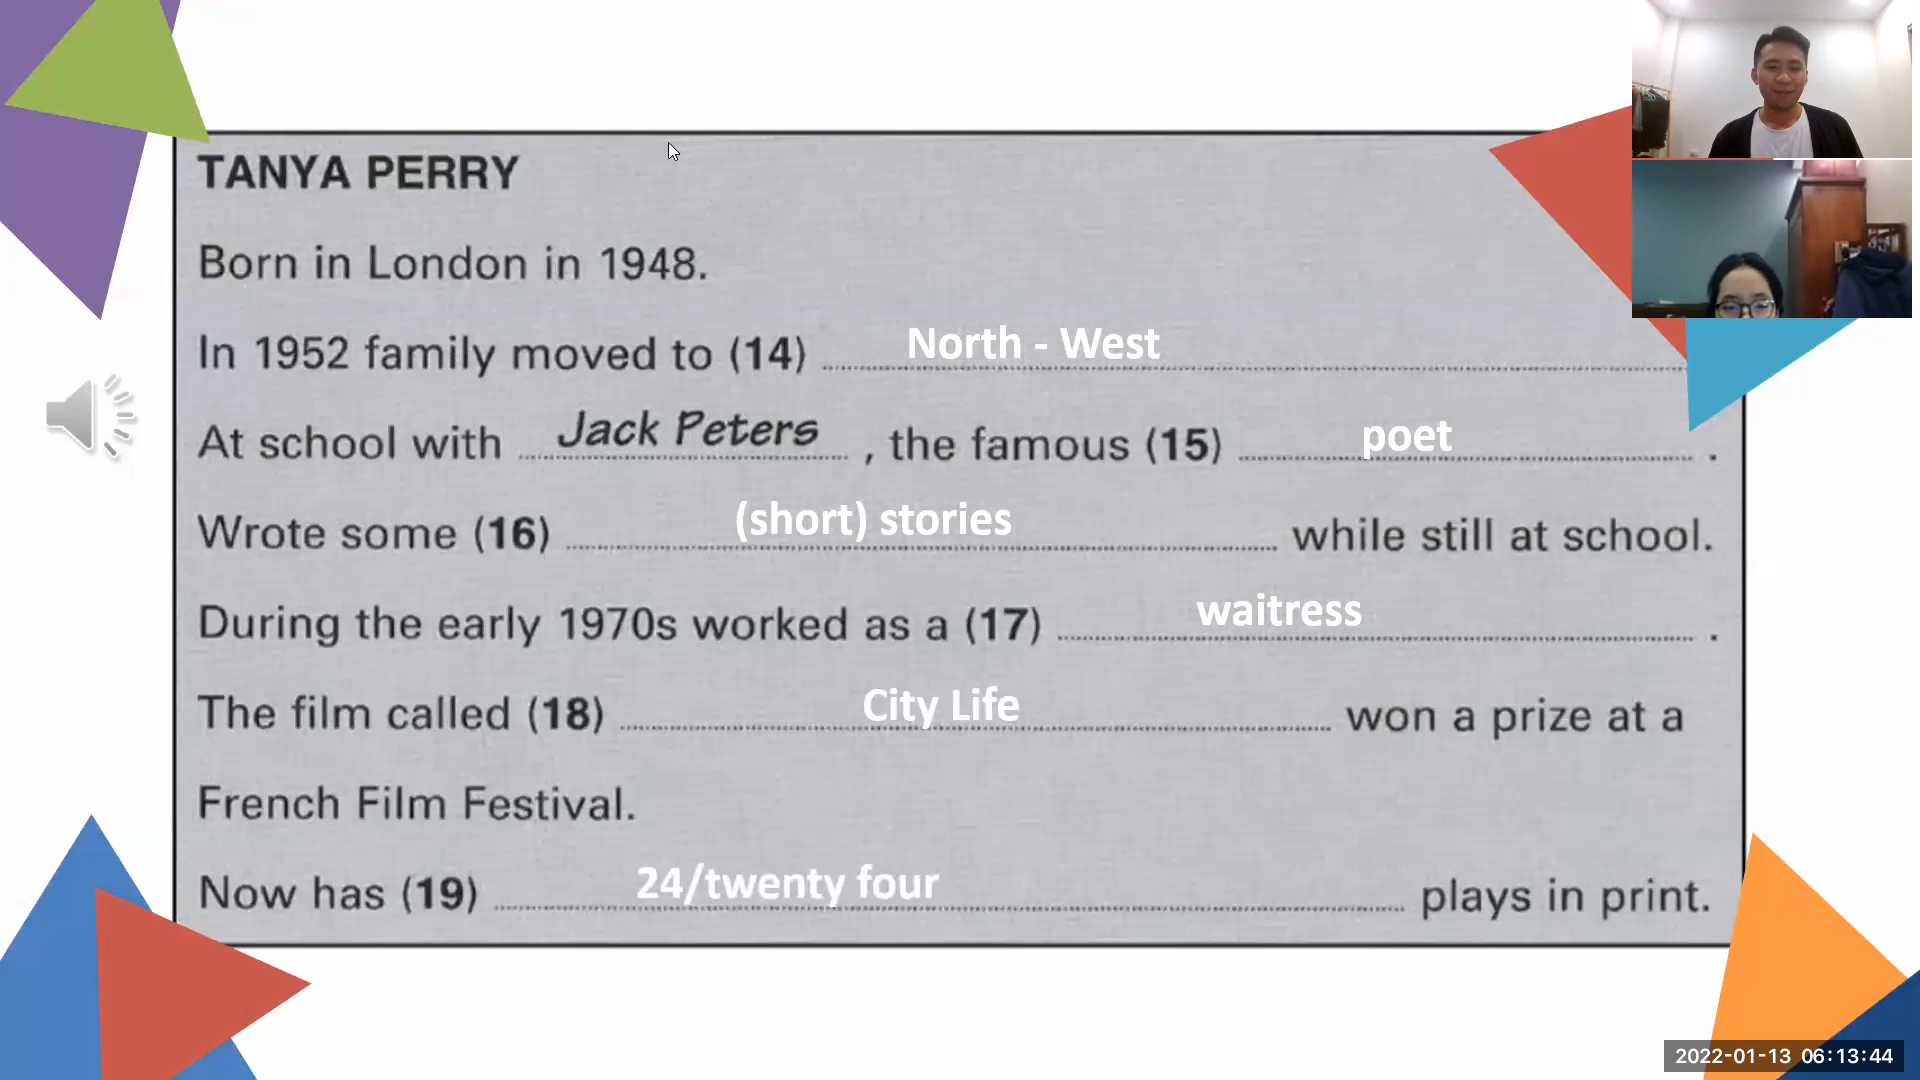 TANYA PERRY
Born in London in 1948.
In 1952 family moved to (14) North - West
At school with Jack Peters , the famous (15) poet .
Wrote some (16) (short) stories while still at school.
During the early 1970s worked as a (17) waitress .
The film called (18) City Life won a prize at a
French Film Festival.
Now has (19) 24/twenty four plays in print.
2022-01-13 06:13:44